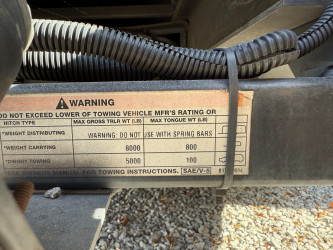 WARNING
DO NOT EXCEED LOWER OF TOWING VEHICLE MFR'S RATING OR
HITCH TYPE MAX GROSS TRLR WT (LB) MAX TONGUE WT (LB)
*WEIGHT DISTRIBUTING WARNING: DO NOT USE WITH SPRING BARS
*WEIGHT CARRYING 8000 800
*DINGHY TOWING 5000 100
MANUAL FOR TOWING INSTRUCTIONS. SAE/V-5